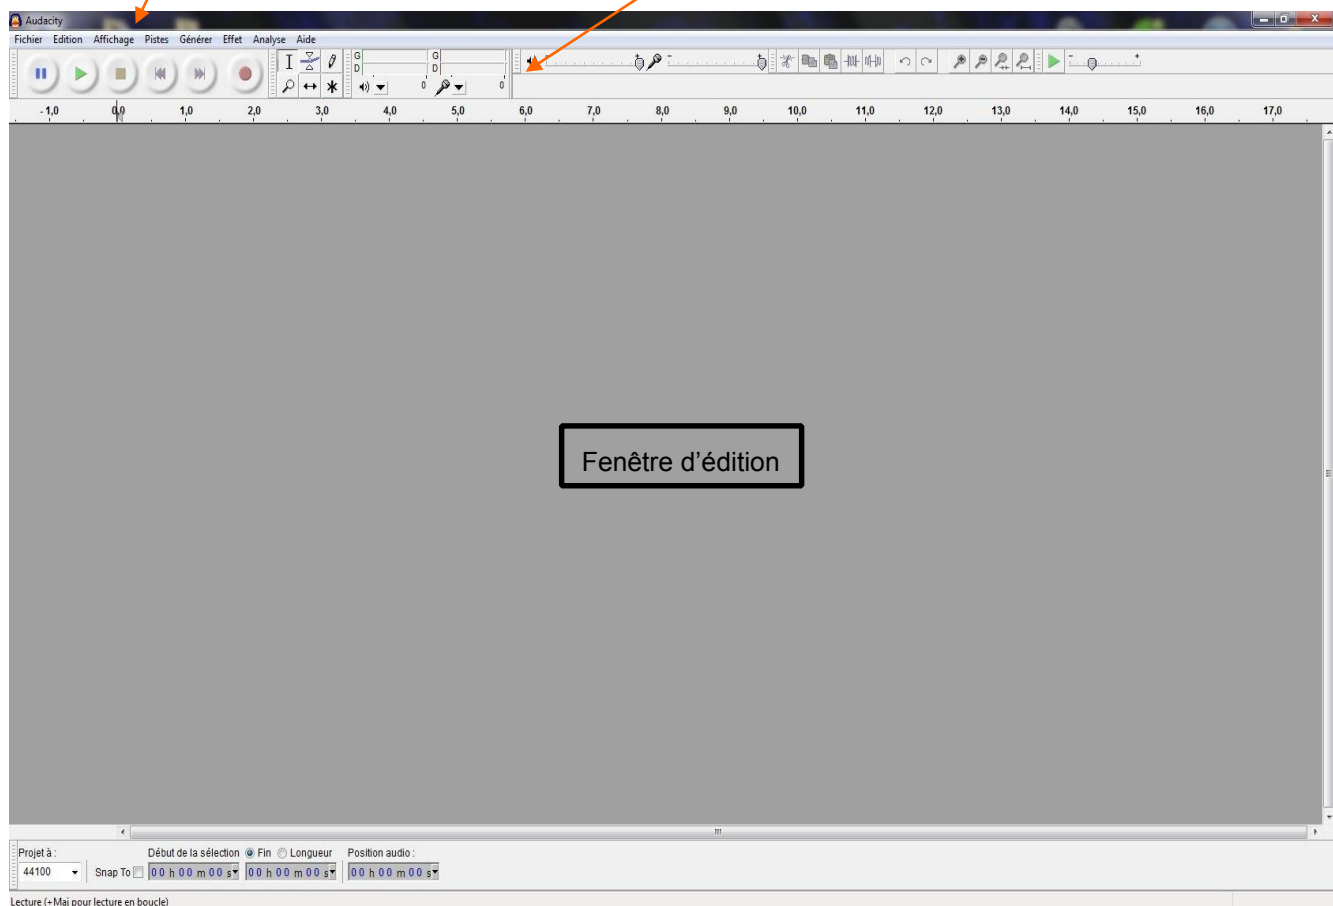 Audacity
Fichier Edition Affichage Pistes Générer Effet Analyse Aide
G G
D D
0 0
- 1,0 0,0 1,0 2,0 3,0 4,0 5,0 6,0 7,0 8,0 9,0 10,0 11,0 12,0 13,0 14,0 15,0 16,0 17,0
Fenêtre d'édition
Projet à : Début de la sélection Fin Longueur Position audio :
44100 Snap To 00 h 00 m 00 s 00 h 00 m 00 s 00 h 00 m 00 s
Lecture (+Maj pour lecture en boucle)